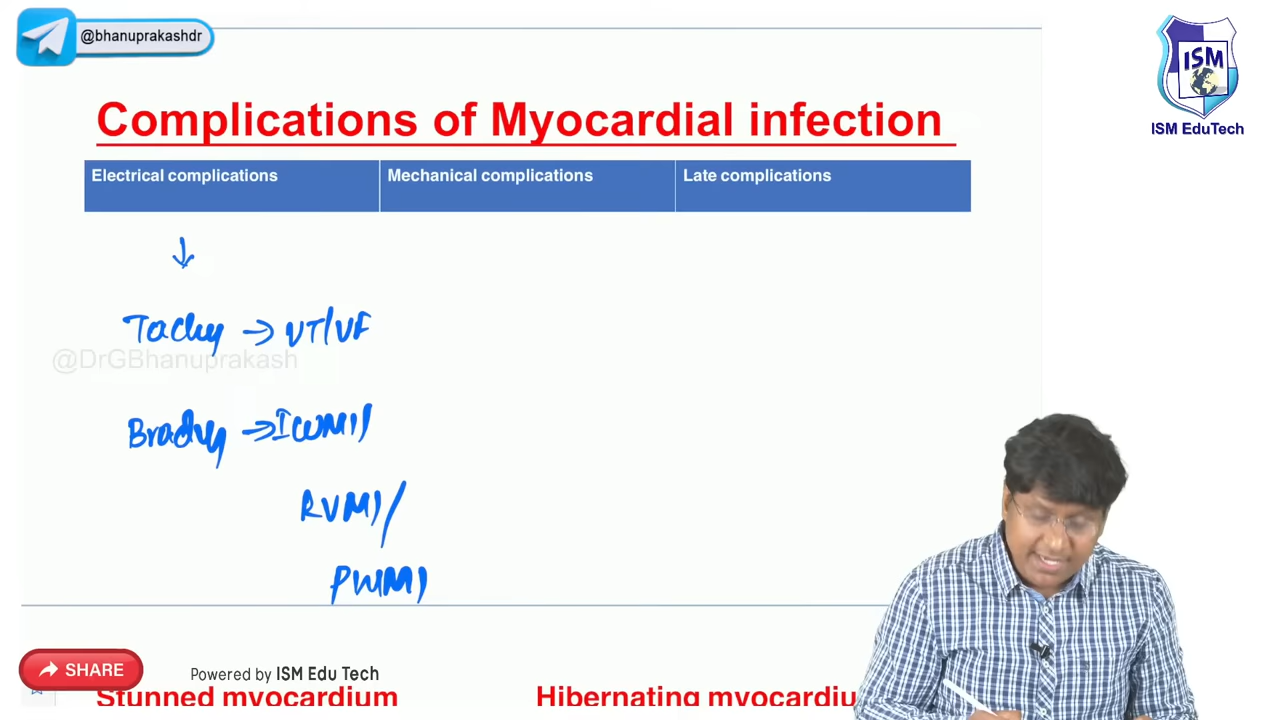 @bhanuprakashdr
ISM
ISM EduTech
Complications of Myocardial infection
Electrical complications
Mechanical complications
Late complications
Tachy → VT/VF
@DrGBhanuprakash
Brady → IWMI/
RVMI/
PWMI
SHARE
Powered by ISM Edu Tech
Stunned myocardium
Hibernating myocardiu